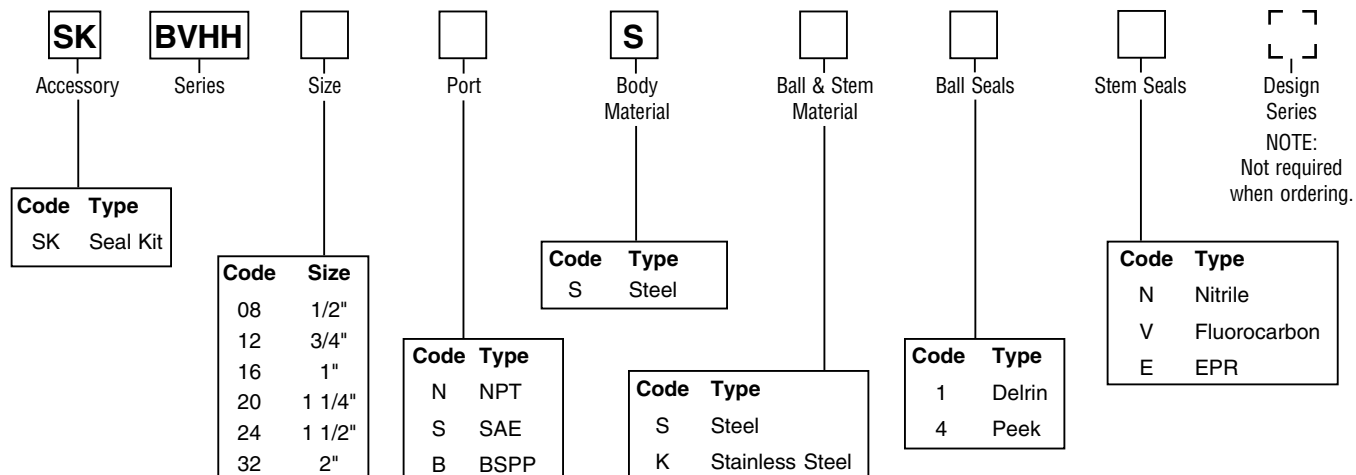 SK BVHH S
Accessory Series Size Port Body Material Ball & Stem Material Ball Seals Stem Seals Design Series
NOTE:
Not required
when ordering.
Code Type
SK Seal Kit
Code Size
08 1/2"
12 3/4"
16 1"
20 1 1/4"
24 1 1/2"
32 2"
Code Type
N NPT
S SAE
B BSPP
Code Type
S Steel
Code Type
S Steel
K Stainless Steel
Code Type
1 Delrin
4 Peek
Code Type
N Nitrile
V Fluorocarbon
E EPR